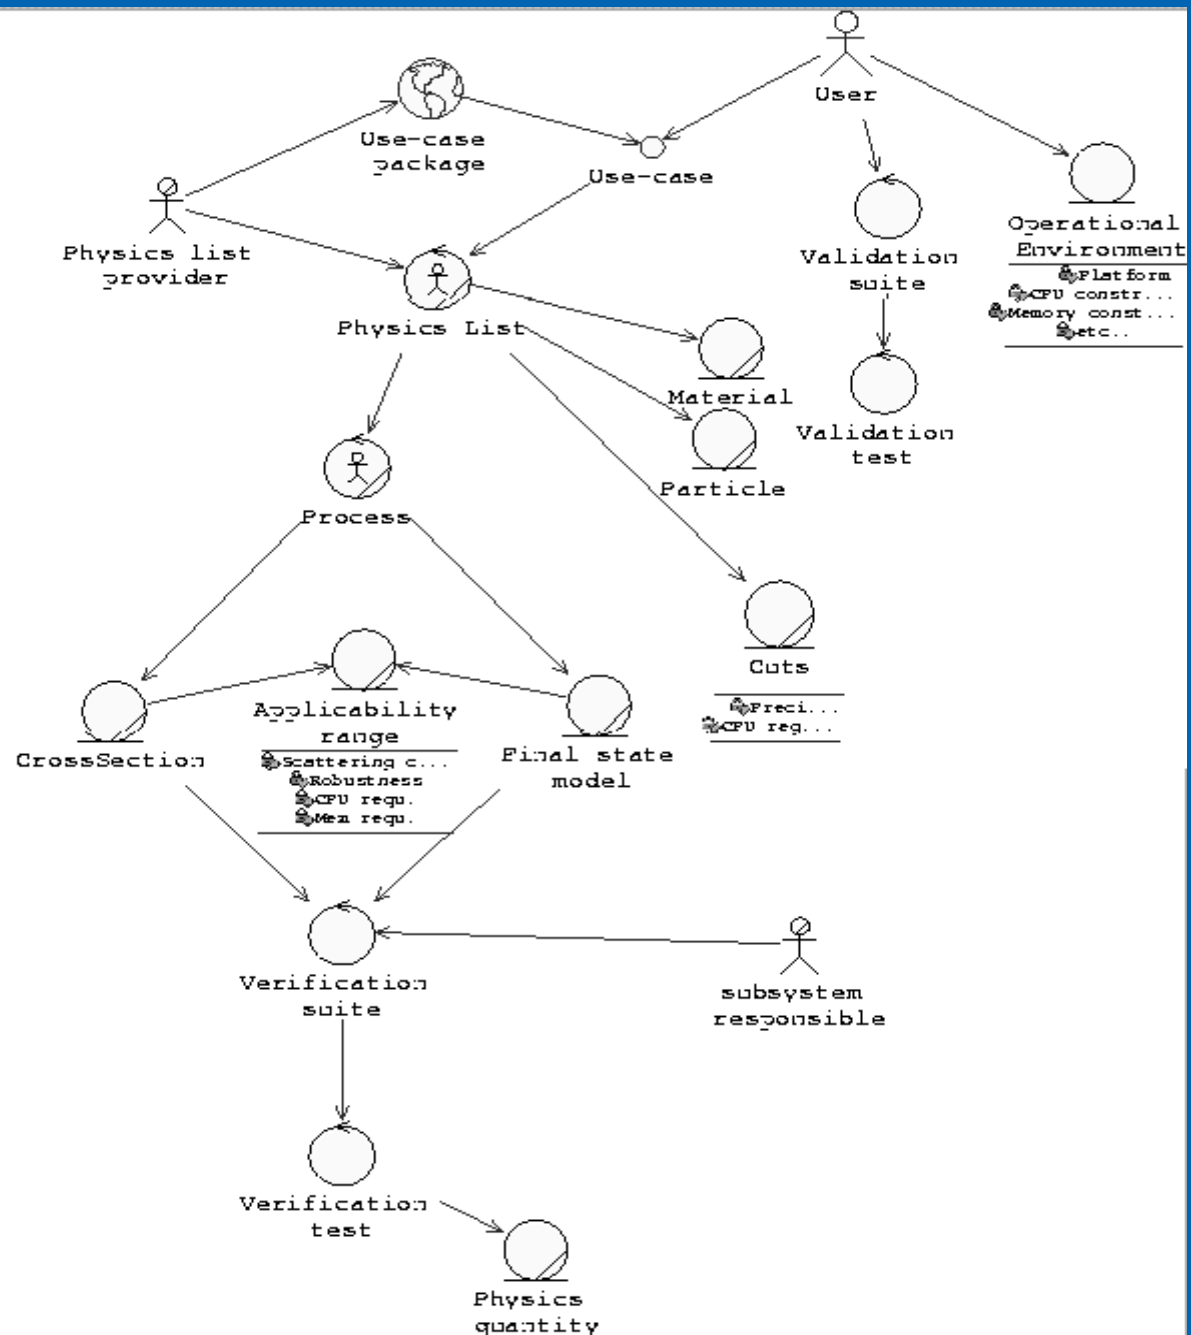 User
Use-case
package
Use-case
Physics list
provider
Operational
Environment
Platform
CPU constr...
Memory const...
etc..
Validation
suite
Physics List
Material
Validation
test
Particle
Process
Cuts
Preci...
CPU req...
Applicability
range
Scattering c...
Robustness
CPU requ.
Mem requ.
CrossSection
Final state
model
Verification
suite
subsystem
responsible
Verification
test
Physics
quantity